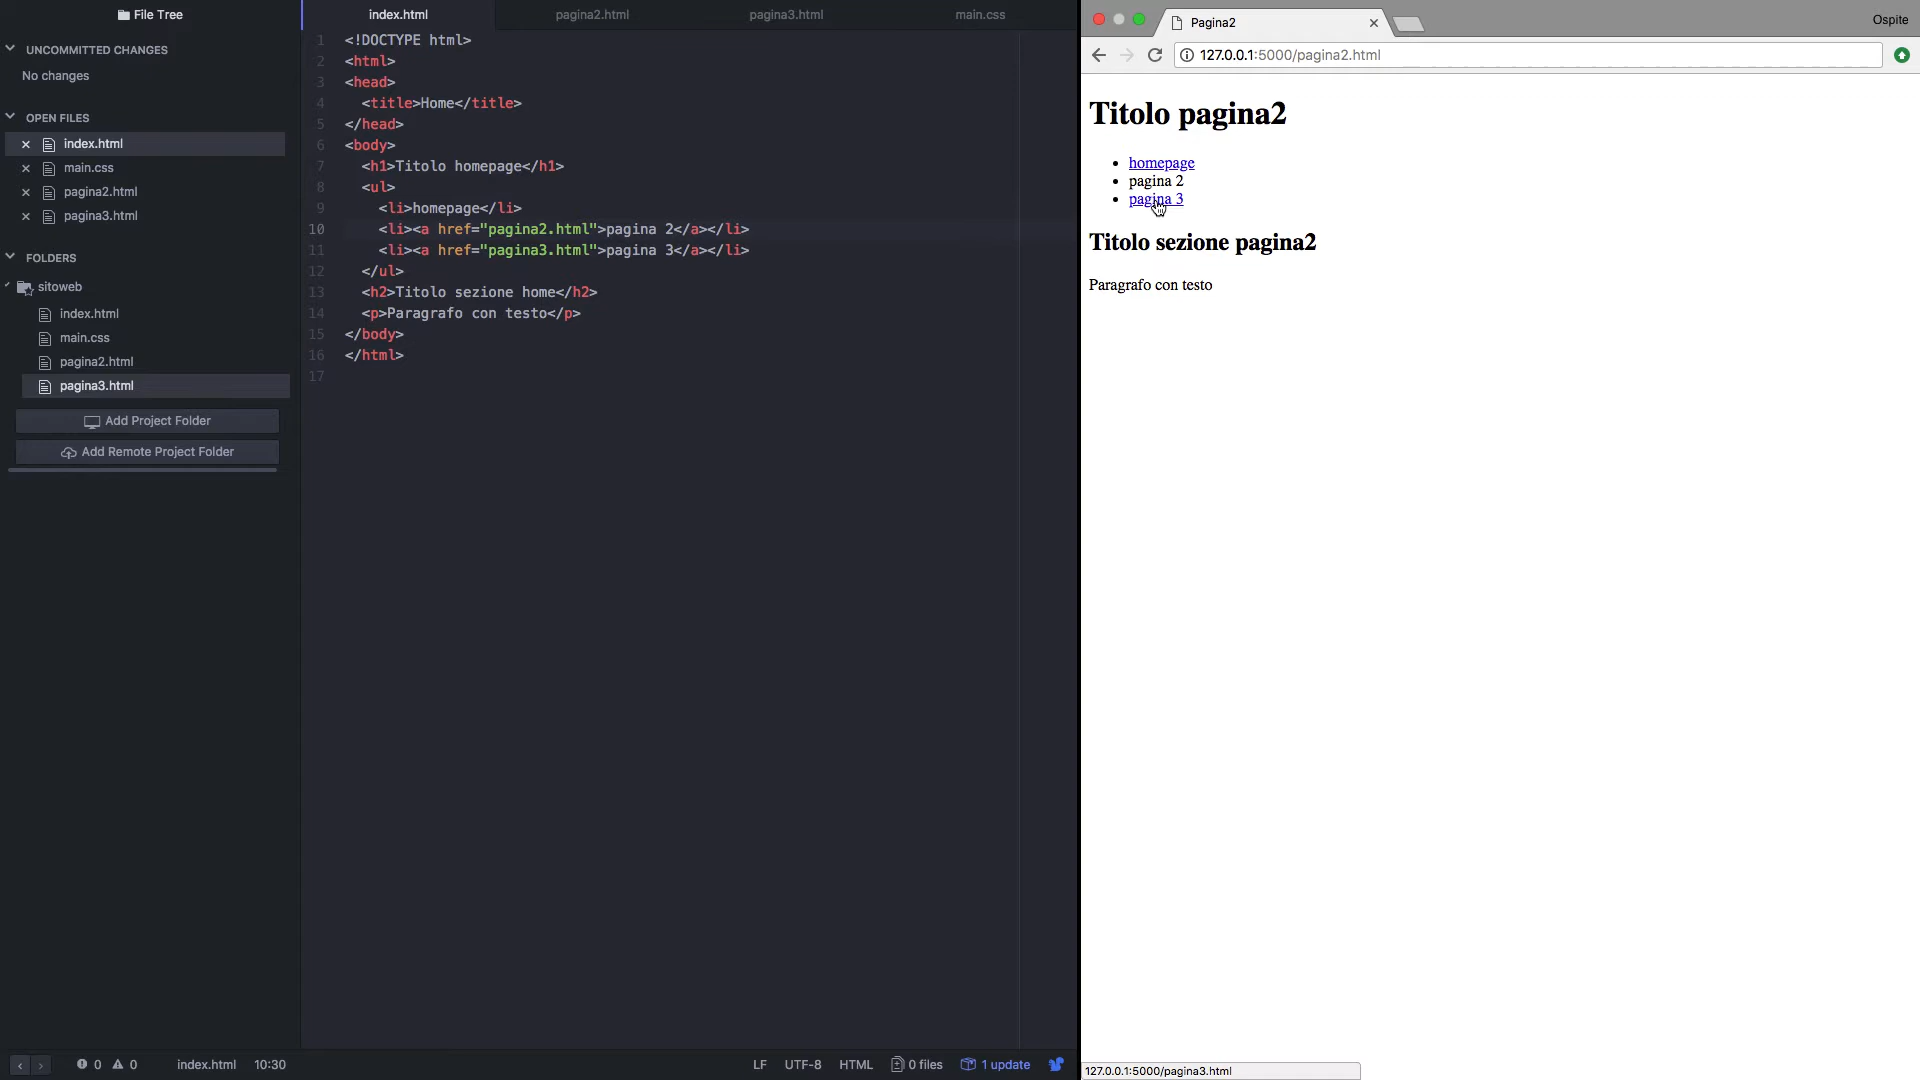 File Tree
UNCOMMITTED CHANGES
No changes
OPEN FILES
index.html
main.css
pagina2.html
pagina3.html
FOLDERS
sitoweb
index.html
main.css
pagina2.html
pagina3.html
Add Project Folder
Add Remote Project Folder
index.html pagina2.html pagina3.html main.css
1 <!DOCTYPE html>
2 <html>
3 <head>
4 <title>Home</title>
5 </head>
6 <body>
7 <h1>Titolo homepage</h1>
8 <ul>
9 <li>homepage</li>
10 <li><a href="pagina2.html">pagina 2</a></li>
11 <li><a href="pagina3.html">pagina 3</a></li>
12 </ul>
13 <h2>Titolo sezione home</h2>
14 <p>Paragrafo con testo</p>
15 </body>
16 </html>
17
0 0 index.html 10:30 LF UTF-8 HTML 0 files 1 update
Pagina2
Ospite
127.0.0.1:5000/pagina2.html
Titolo pagina2
homepage
pagina 2
pagina 3
Titolo sezione pagina2
Paragrafo con testo
127.0.0.1:5000/pagina3.html